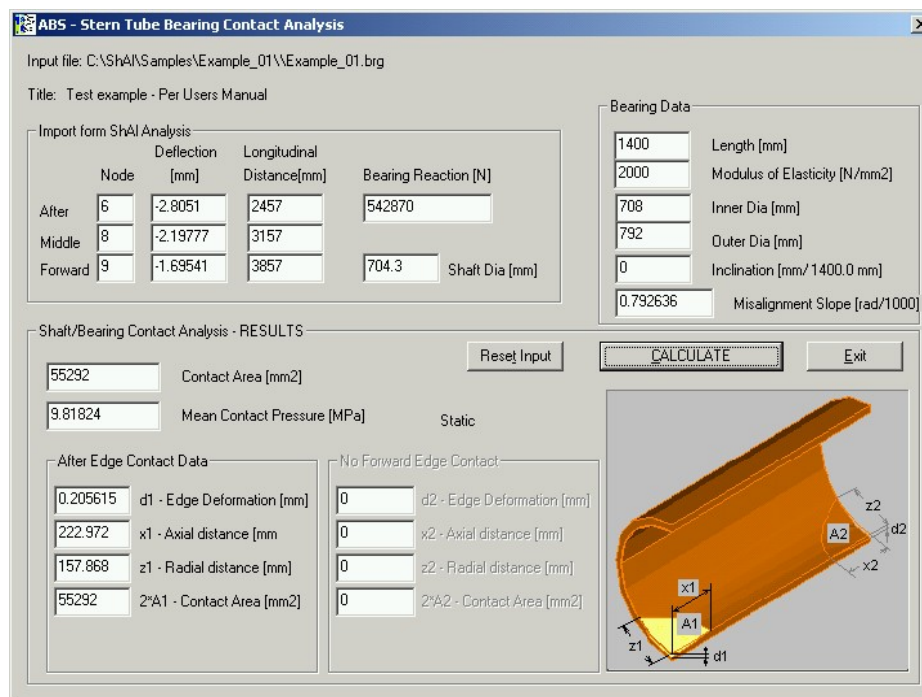 ABS - Stern Tube Bearing Contact Analysis
Input file: C:\ShAl\Samples\Example_01\\Example_01.brg
Title: Test example - Per Users Manual
Import form ShAl Analysis
Node
Deflection [mm]
Longitudinal Distance[mm]
Bearing Reaction [N]
After 6 -2.8051 2457 542870
Middle 8 -2.19777 3157
Forward 9 -1.69541 3857 704.3 Shaft Dia [mm]
Bearing Data
1400 Length [mm]
2000 Modulus of Elasticity [N/mm2]
708 Inner Dia [mm]
792 Outer Dia [mm]
0 Inclination [mm/1400.0 mm]
0.792636 Misalignment Slope [rad/1000]
Shaft/Bearing Contact Analysis - RESULTS
Reset Input
CALCULATE
Exit
55292 Contact Area [mm2]
9.81824 Mean Contact Pressure [MPa]
Static
After Edge Contact Data
0.205615 d1 - Edge Deformation [mm]
222.972 x1 - Axial distance [mm
157.868 z1 - Radial distance [mm]
55292 2*A1 - Contact Area [mm2]
No Forward Edge Contact
0 d2 - Edge Deformation [mm]
0 x2 - Axial distance [mm]
0 z2 - Radial distance [mm]
0 2*A2 - Contact Area [mm2]
z2
d2
A2
x2
x1
A1
z1
d1